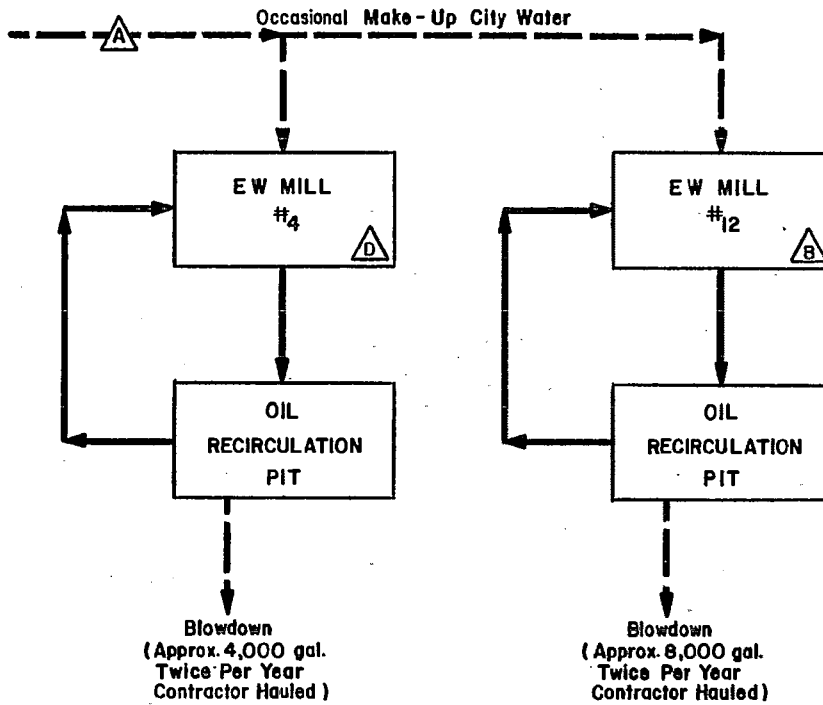 Occasional Make-Up City Water
A
EW MILL
#4
D
EW MILL
#12
B
OIL
RECIRCULATION
PIT
OIL
RECIRCULATION
PIT
Blowdown
(Approx. 4,000 gal.
Twice Per Year
Contractor Hauled)
Blowdown
(Approx. 8,000 gal.
Twice Per Year
Contractor Hauled)